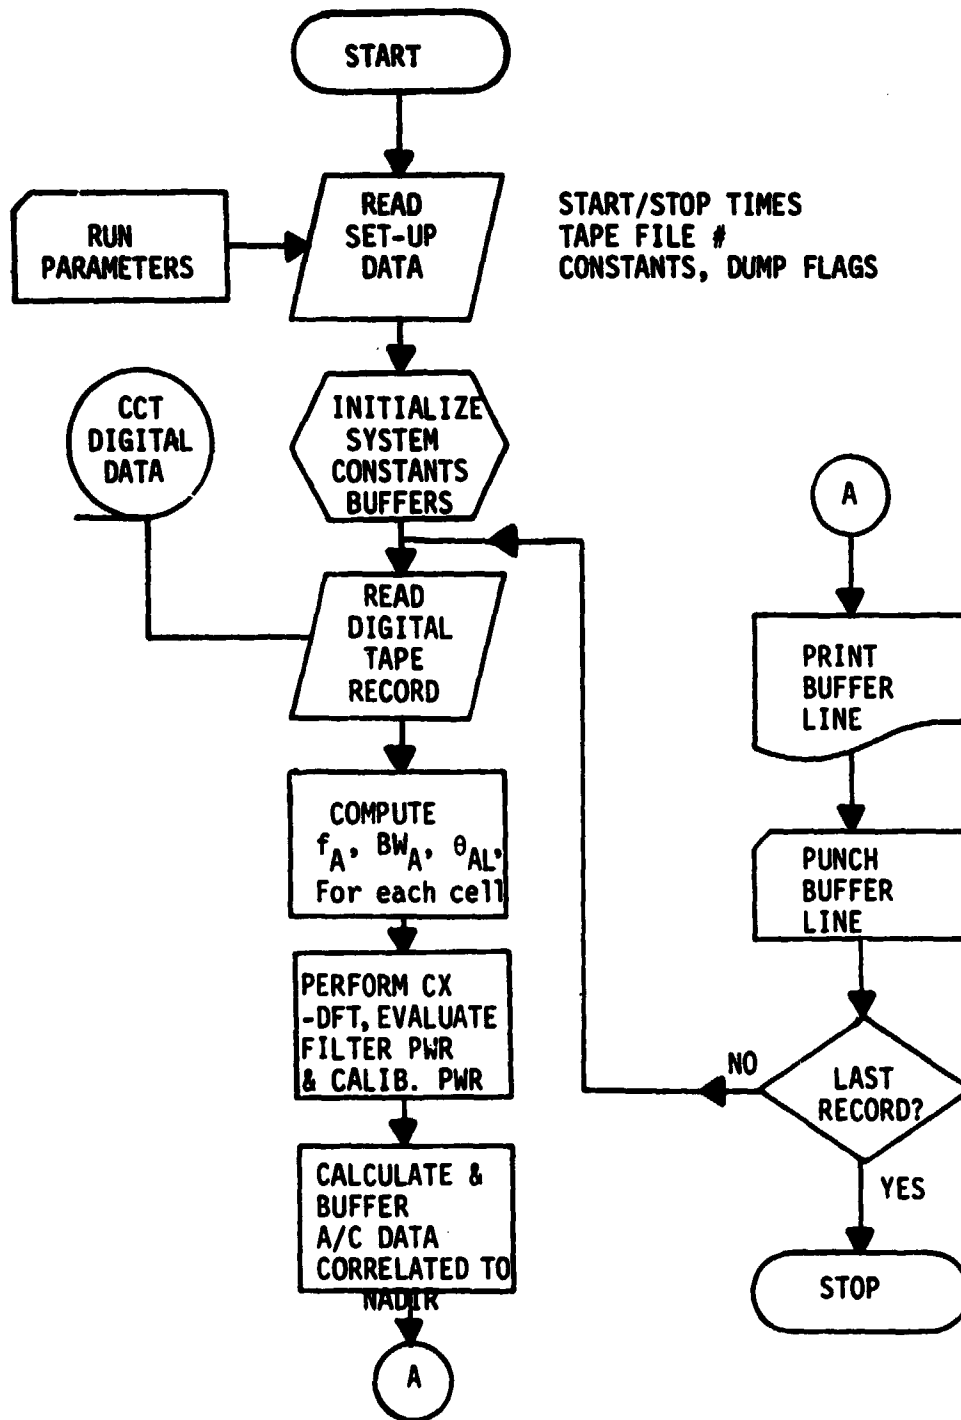 START
RUN
PARAMETERS
READ
SET-UP
DATA
START/STOP TIMES
TAPE FILE #
CONSTANTS, DUMP FLAGS
CCT
DIGITAL
DATA
INITIALIZE
SYSTEM
CONSTANTS
BUFFERS
READ
DIGITAL
TAPE
RECORD
COMPUTE
f_A, BW_A, θ_AL,
For each cell
PERFORM CX
-DFT, EVALUATE
FILTER PWR
& CALIB. PWR
CALCULATE &
BUFFER
A/C DATA
CORRELATED TO
NADIR
A
A
PRINT
BUFFER
LINE
PUNCH
BUFFER
LINE
NO
LAST
RECORD?
YES
STOP